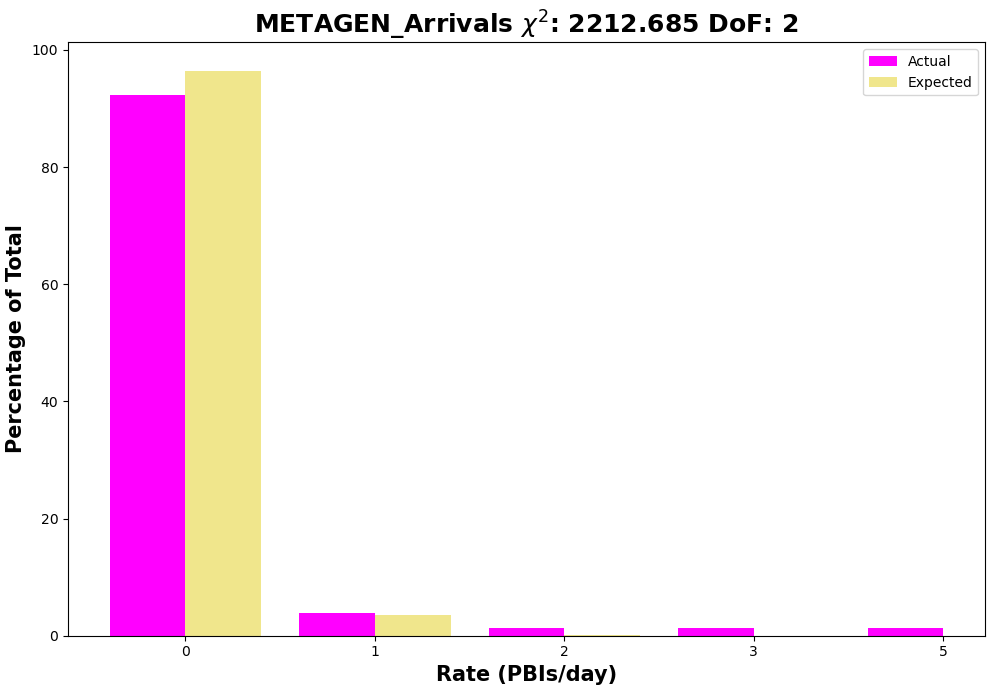 METAGEN_Arrivals χ²: 2212.685 DoF: 2
Actual
Expected
Percentage of Total
100
80
60
40
20
0
0 1 2 3 5
Rate (PBIs/day)